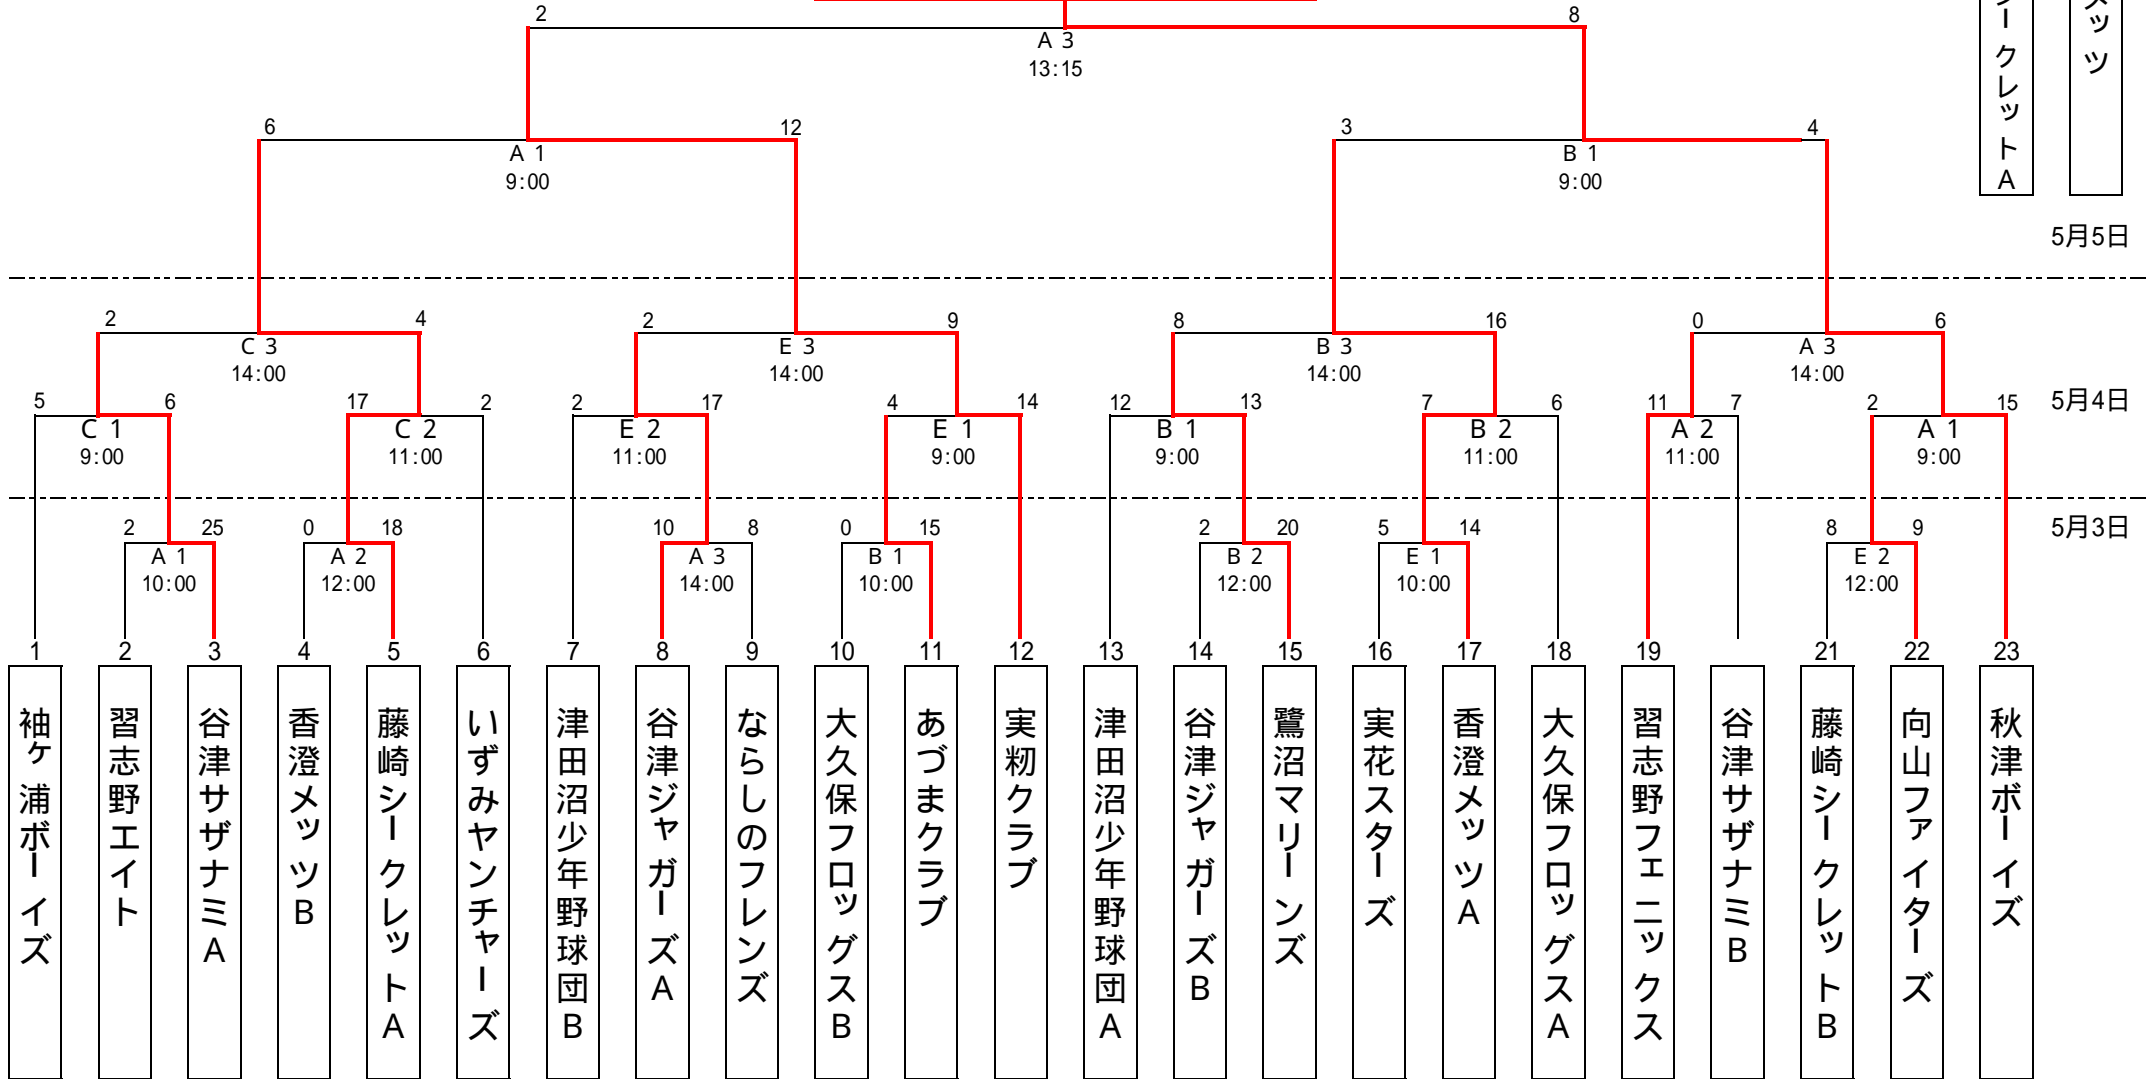 2 8
A 3
13:15
ークレットA
ッツ
6 12 3 4
A 1 B 1
9:00 9:00
5月5日
2 4 2 9 8 16 0 6
C 3 E 3 B 3 A 3
14:00 14:00 14:00 14:00
5 6 17 2 2 17 4 14 12 13 7 6 11 7 2 15 5月4日
C 1 C 2 E 2 E 1 B 1 B 2 A 2 A 1
9:00 11:00 11:00 9:00 9:00 11:00 11:00 9:00
2 25 0 18 10 8 0 15 2 20 5 14 8 9 5月3日
A 1 A 2 A 3 B 1 B 2 E 1 E 2
10:00 12:00 14:00 10:00 12:00 10:00 12:00
1 2 3 4 5 6 7 8 9 10 11 12 13 14 15 16 17 18 19 21 22 23
袖ヶ浦ボーイズ
習志野エイト
谷津サザナミA
香澄メッツB
藤崎シークレットA
いずみヤンチャーズ
津田沼少年野球団B
谷津ジャガーズA
ならしのフレンズ
大久保フロッグスB
あづまクラブ
実籾クラブ
津田沼少年野球団A
谷津ジャガーズB
鷺沼マリーンズ
実花スターズ
香澄メッツA
大久保フロッグスA
習志野フェニックス
谷津サザナミB
藤崎シークレットB
向山ファイターズ
秋津ボーイズ